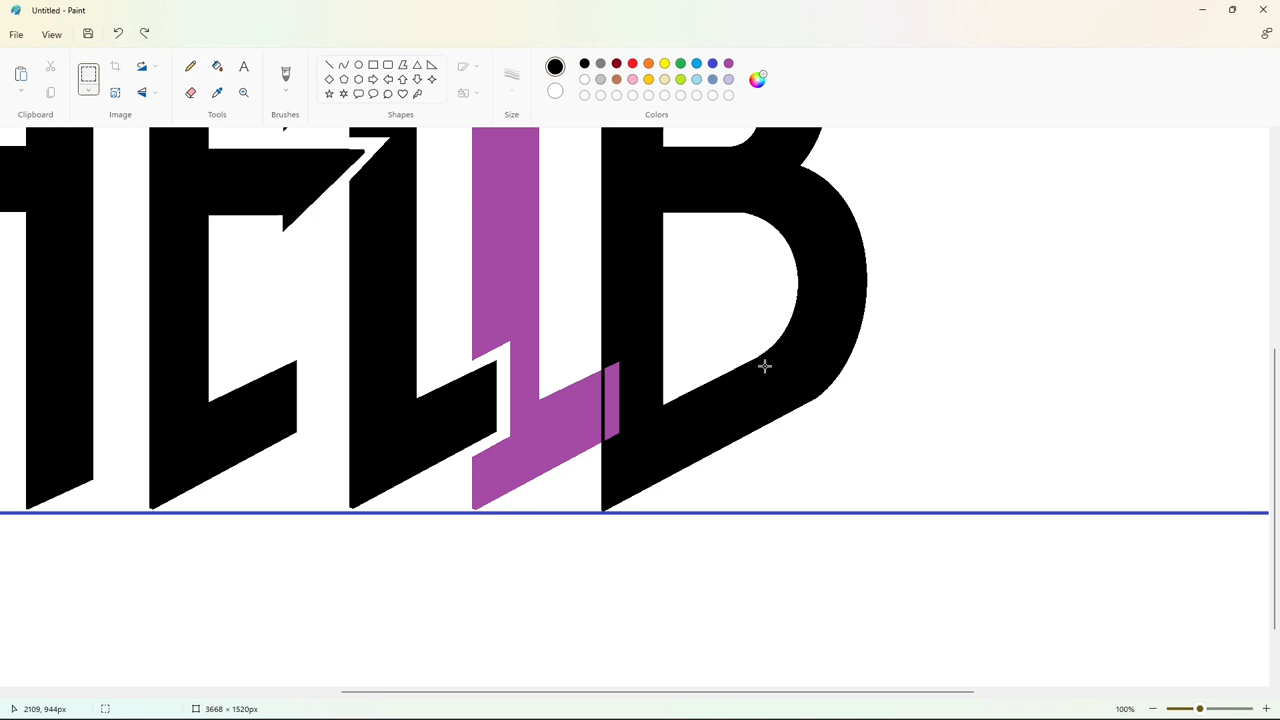 Untitled - Paint
File View
Clipboard Image Tools Brushes Shapes Size Colors
2109, 944px 3668 × 1520px 100%